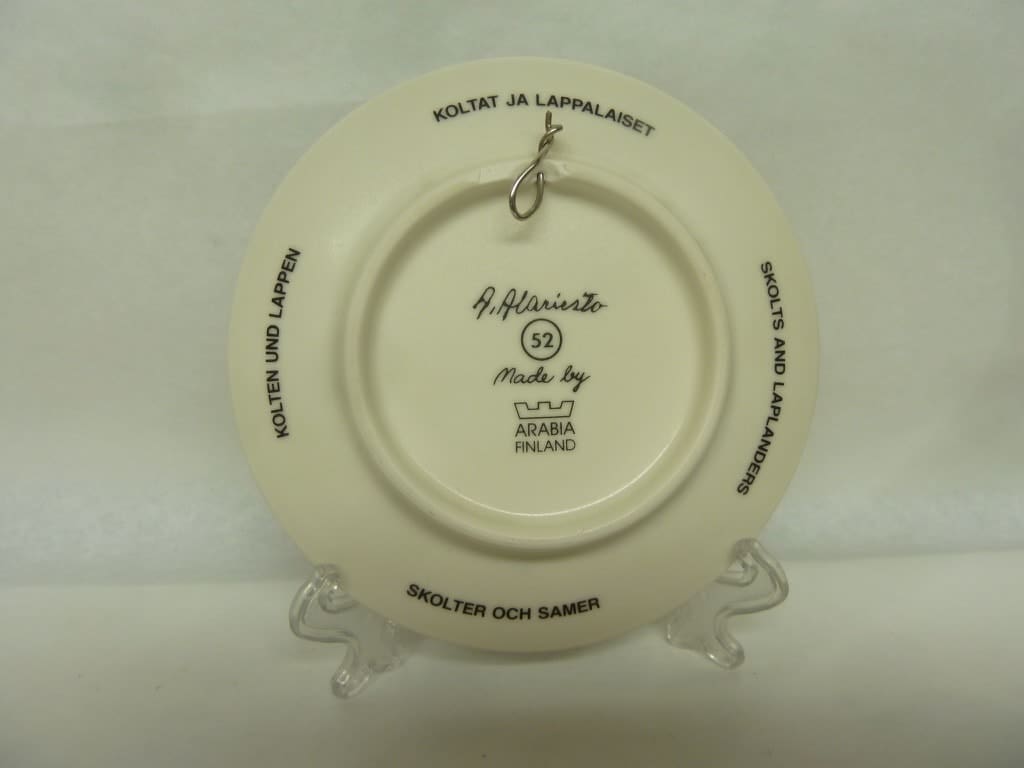 KOLTAT JA LAPPALAISET
KOLTEN UND LAPPEN
SKOLTS AND LAPLANDERS
A. Alariesto
52
Made by
ARABIA
FINLAND
SKOLTER OCH SAMER